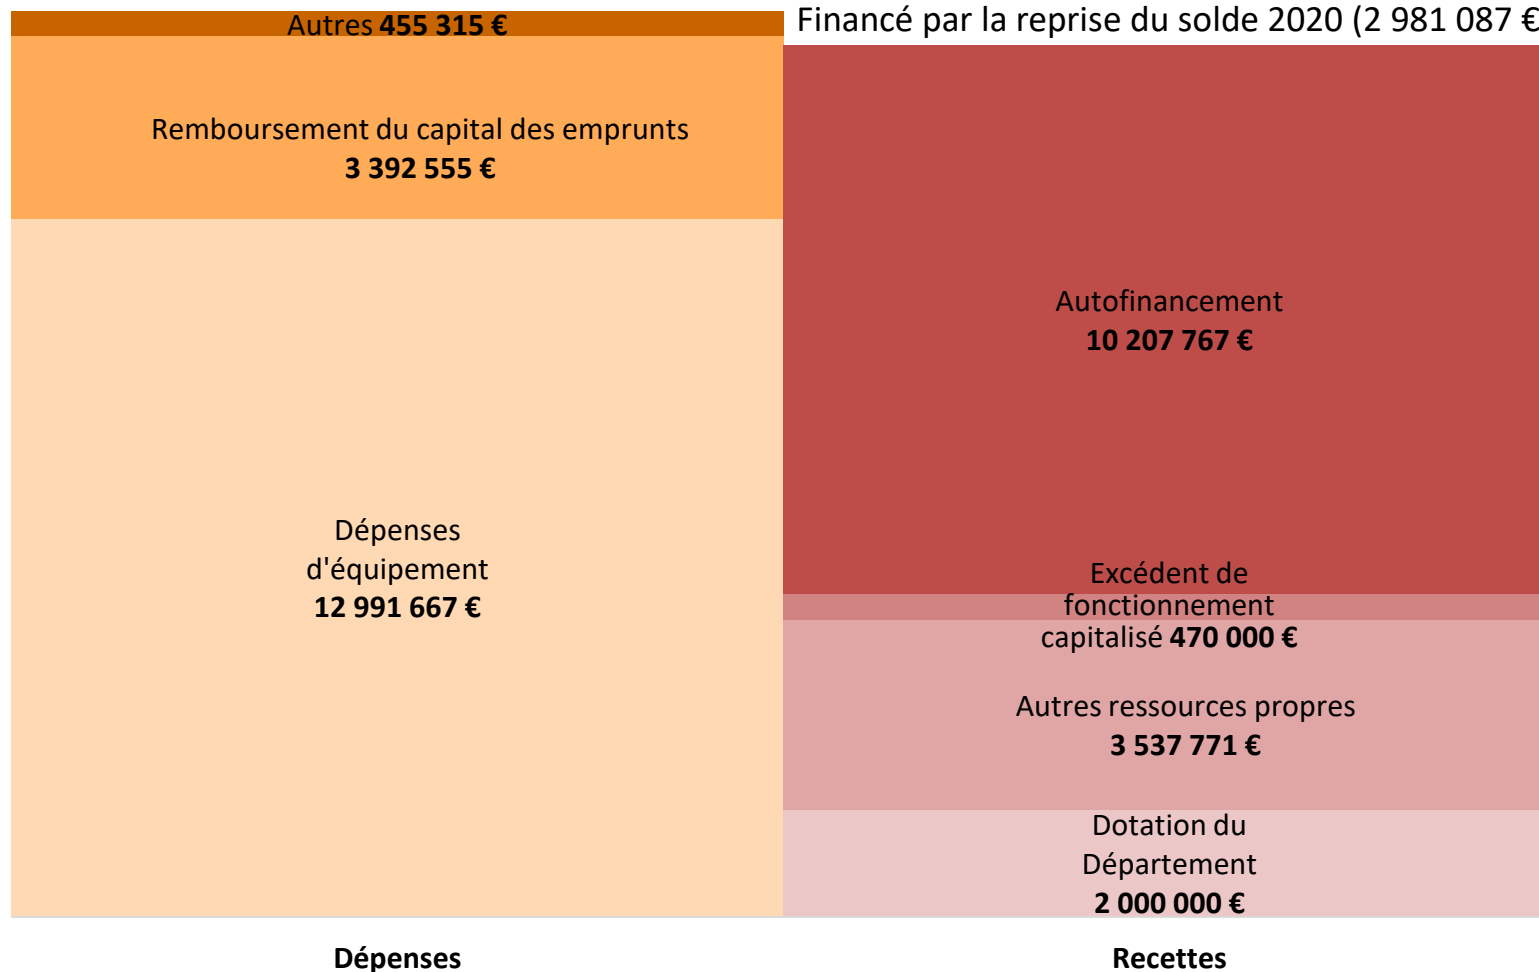 Autres 455 315 €
Remboursement du capital des emprunts
3 392 555 €
Dépenses
d'équipement
12 991 667 €
Dépenses
Financé par la reprise du solde 2020 (2 981 087 €
Autofinancement
10 207 767 €
Excédent de
fonctionnement
capitalisé 470 000 €
Autres ressources propres
3 537 771 €
Dotation du
Département
2 000 000 €
Recettes